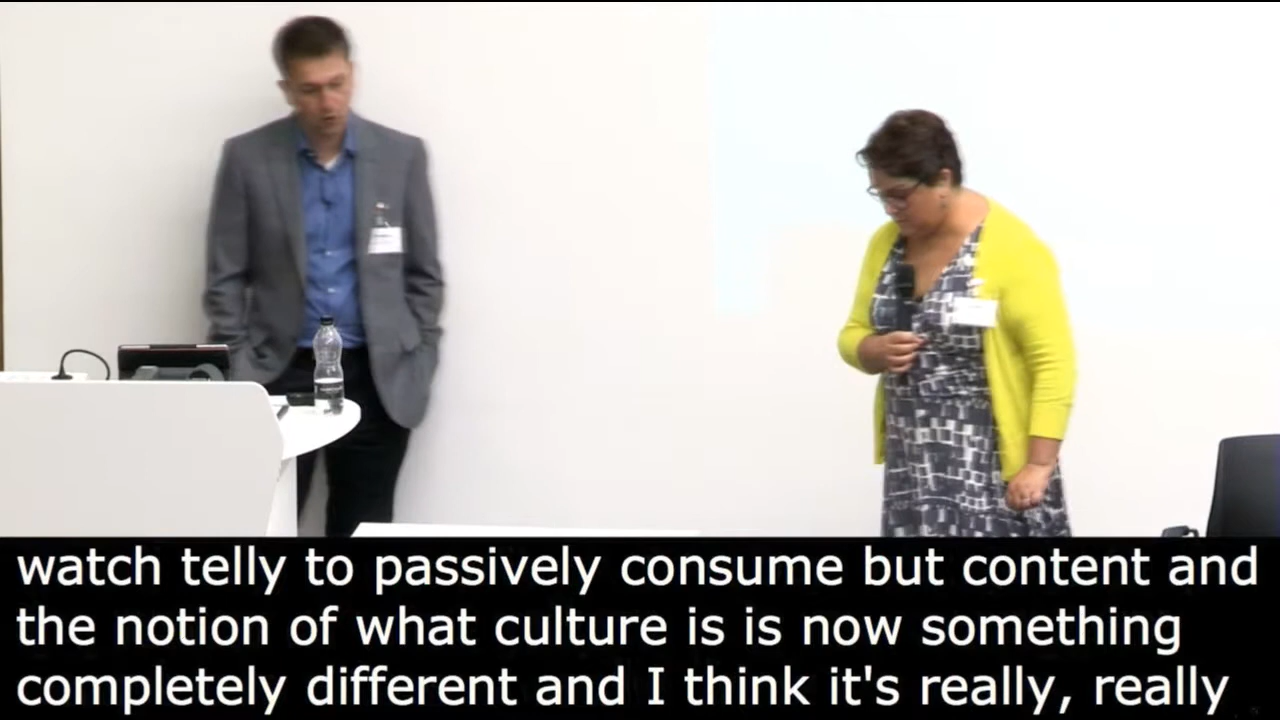 watch telly to passively consume but content and
the notion of what culture is is now something
completely different and I think it's really, really